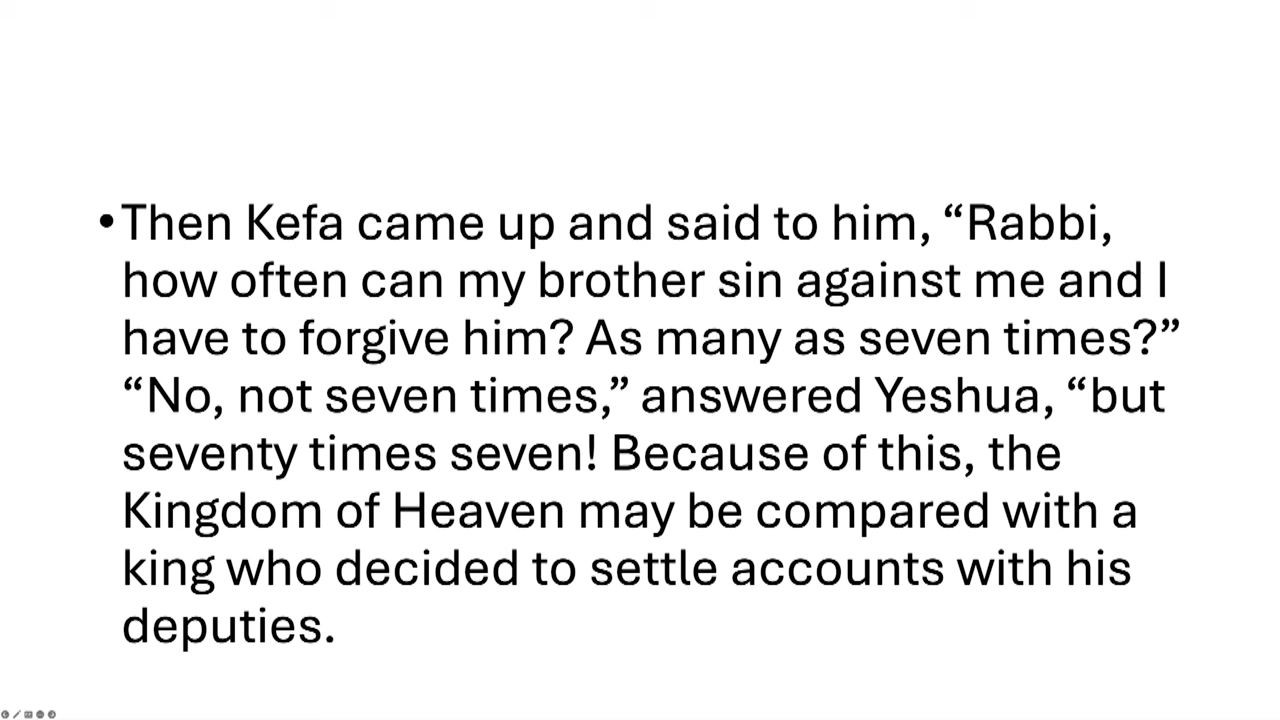 •Then Kefa came up and said to him, “Rabbi,
how often can my brother sin against me and I
have to forgive him? As many as seven times?”
“No, not seven times,” answered Yeshua, “but
seventy times seven! Because of this, the
Kingdom of Heaven may be compared with a
king who decided to settle accounts with his
deputies.